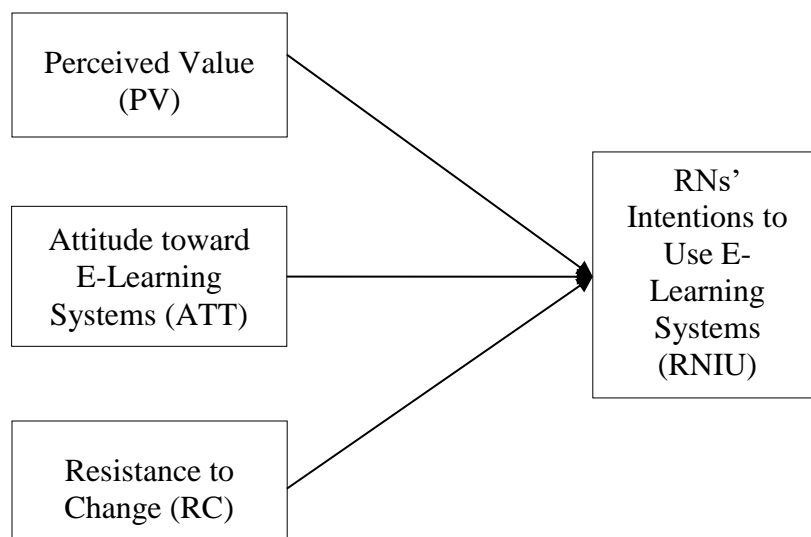 Perceived Value
(PV)
Attitude toward
E-Learning
Systems (ATT)
Resistance to
Change (RC)
RNs’
Intentions to
Use E-
Learning
Systems
(RNIU)